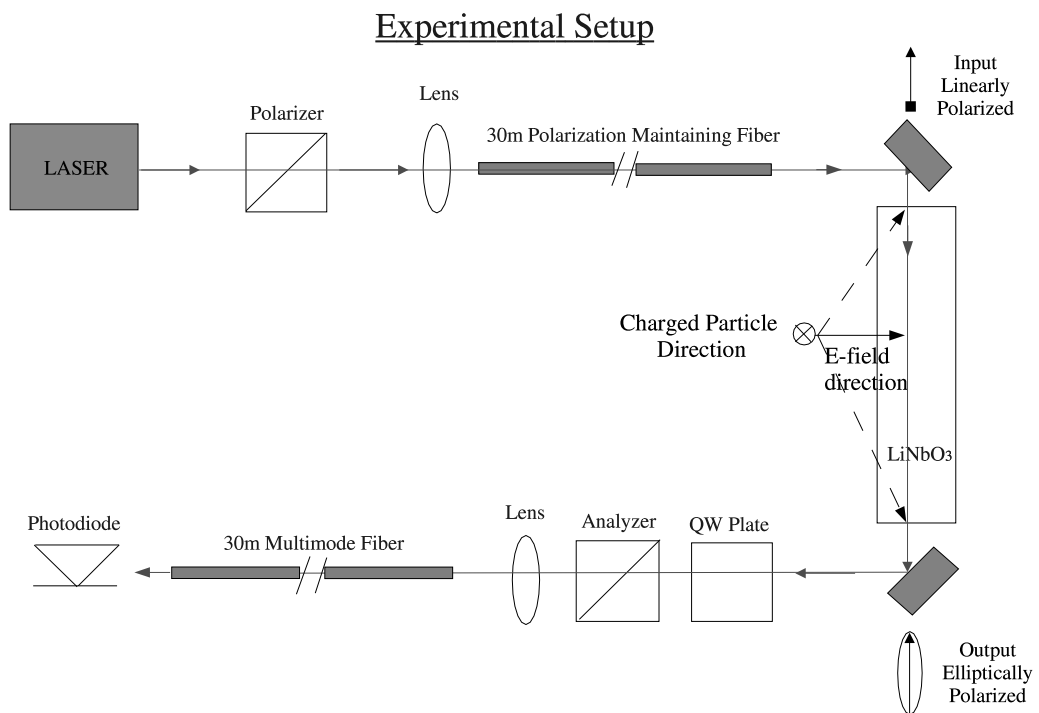 Experimental Setup
Input
Linearly
Polarized
Lens
Polarizer
30m Polarization Maintaining Fiber
LASER
Charged Particle
Direction
E-field
direction
LiNbO₃
Photodiode
30m Multimode Fiber
Lens
Analyzer
QW Plate
Output
Elliptically
Polarized